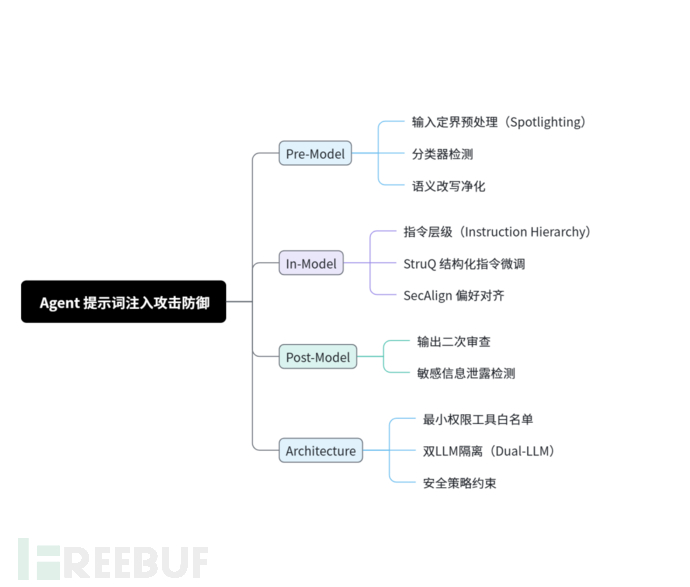 Agent 提示词注入攻击防御
Pre-Model
输入定界预处理（Spotlighting）
分类器检测
语义改写净化
In-Model
指令层级（Instruction Hierarchy）
StruQ 结构化指令微调
SecAlign 偏好对齐
Post-Model
输出二次审查
敏感信息泄露检测
Architecture
最小权限工具白名单
双LLM隔离（Dual-LLM）
安全策略约束
FREEBUF